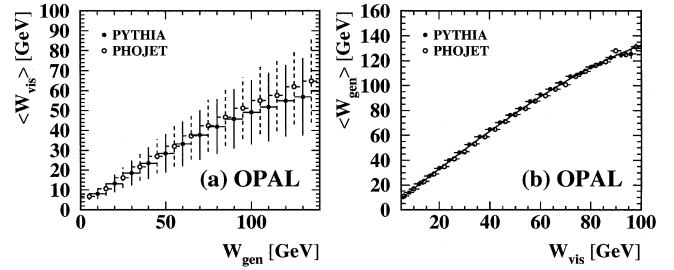 <W_vis> [GeV]
100
90
80
70
60
50
40
30
20
10
0
PYTHIA
PHOJET
(a) OPAL
0
50
100
W_gen [GeV]
<W_gen> [GeV]
160
140
120
100
80
60
40
20
0
PYTHIA
PHOJET
(b) OPAL
20
40
60
80
100
W_vis [GeV]